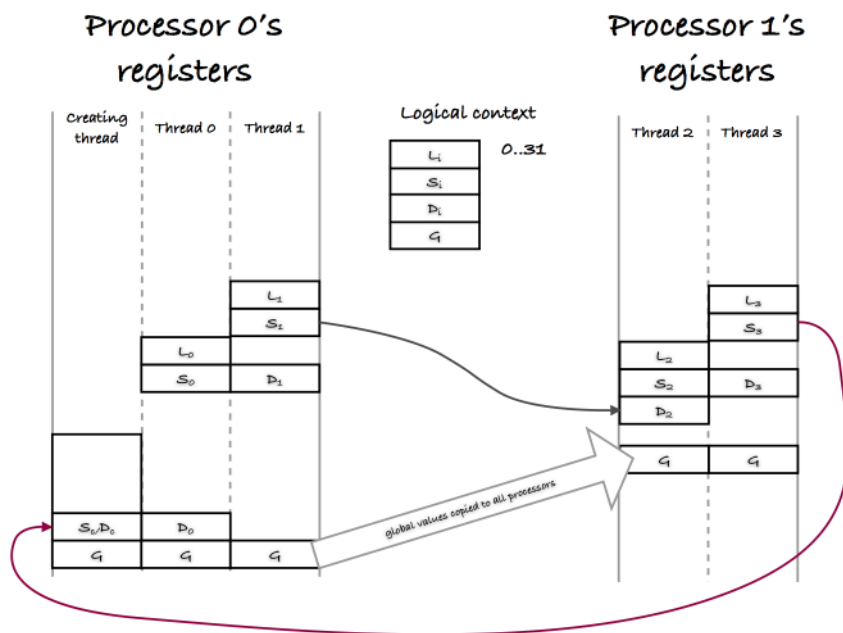 Processor 0's
registers
Processor 1's
registers
Creating
thread
Thread 0
Thread 1
Logical context
0..31
Lᵢ
Sᵢ
Dᵢ
G
Thread 2
Thread 3
L₁
S₁
L₀
S₀
D₁
L₃
S₃
L₂
S₂
D₃
D₂
G
G
global values copied to all processors
S꜀/D꜀
D₀
G
G
G